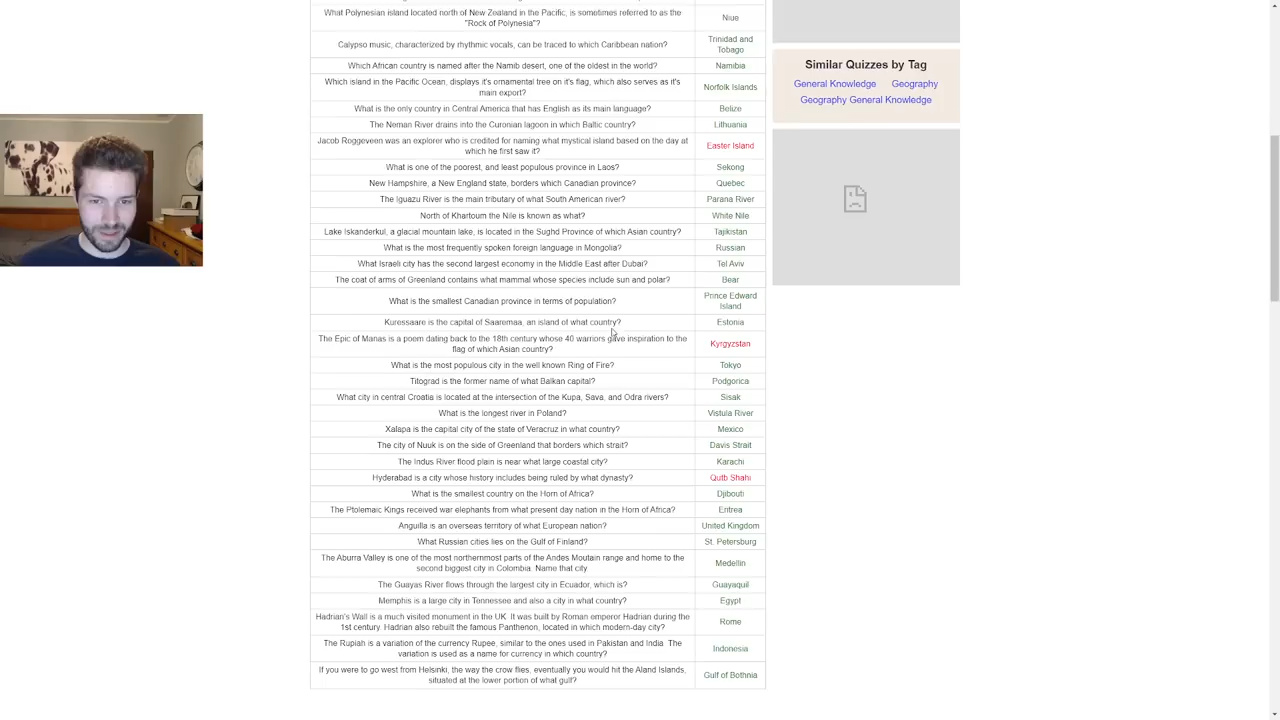 What Polynesian island located north of New Zealand in the Pacific, is sometimes referred to as the
"Rock of Polynesia"?
Niue
Calypso music, characterized by rhythmic vocals, can be traced to which Caribbean nation?
Trinidad and
Tobago
Which African country is named after the Namib desert, one of the oldest in the world?
Namibia
Which island in the Pacific Ocean, displays it's ornamental tree on it's flag, which also serves as it's
main export?
Norfolk Islands
What is the only country in Central America that has English as its main language?
Belize
The Neman River drains into the Curonian lagoon in which Baltic country?
Lithuania
Jacob Roggeveen was an explorer who is credited for naming what mystical island based on the day at
which he first saw it?
Easter Island
What is one of the poorest, and least populous province in Laos?
Sekong
New Hampshire, a New England state, borders which Canadian province?
Quebec
The Iguazu River is the main tributary of what South American river?
Parana River
North of Khartoum the Nile is known as what?
White Nile
Lake Iskanderkul, a glacial mountain lake, is located in the Sughd Province of which Asian country?
Tajikistan
What is the most frequently spoken foreign language in Mongolia?
Russian
What Israeli city has the second largest economy in the Middle East after Dubai?
Tel Aviv
The coat of arms of Greenland contains what mammal whose species include sun and polar?
Bear
What is the smallest Canadian province in terms of population?
Prince Edward
Island
Kuressaare is the capital of Saaremaa, an island of what country?
Estonia
The Epic of Manas is a poem dating back to the 18th century whose 40 warriors gave inspiration to the
flag of which Asian country?
Kyrgyzstan
What is the most populous city in the well known Ring of Fire?
Tokyo
Titograd is the former name of what Balkan capital?
Podgorica
What city in central Croatia is located at the intersection of the Kupa, Sava, and Odra rivers?
Sisak
What is the longest river in Poland?
Vistula River
Xalapa is the capital city of the state of Veracruz in what country?
Mexico
The city of Nuuk is on the side of Greenland that borders which strait?
Davis Strait
The Indus River flood plain is near what large coastal city?
Karachi
Hyderabad is a city whose history includes being ruled by what dynasty?
Qutb Shahi
What is the smallest country on the Horn of Africa?
Djibouti
The Ptolemaic Kings received war elephants from what present day nation in the Horn of Africa?
Eritrea
Anguilla is an overseas territory of what European nation?
United Kingdom
What Russian cities lies on the Gulf of Finland?
St. Petersburg
The Aburra Valley is one of the most northernmost parts of the Andes Moutain range and home to the
second biggest city in Colombia. Name that city
Medellin
The Guayas River flows through the largest city in Ecuador, which is?
Guayaquil
Memphis is a large city in Tennessee and also a city in what country?
Egypt
Hadrian's Wall is a much visited monument in the UK. It was built by Roman emperor Hadrian during the
1st century. Hadrian also rebuilt the famous Panthenon, located in which modern-day city?
Rome
The Rupiah is a variation of the currency Rupee, similar to the ones used in Pakistan and India. The
variation is used as a name for currency in which country?
Indonesia
If you were to go west from Helsinki, the way the crow flies, eventually you would hit the Aland Islands,
situated at the lower portion of what gulf?
Gulf of Bothnia
Similar Quizzes by Tag
General Knowledge Geography
Geography General Knowledge